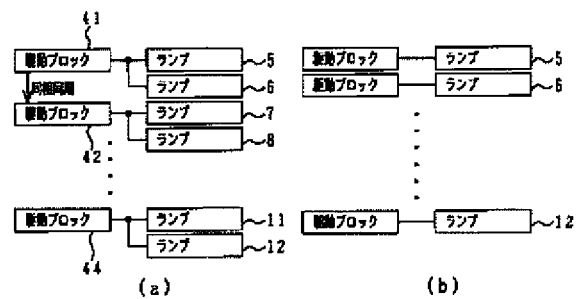 41
駆動ブロック
ランプ
5
ランプ
6
同相同期
駆動ブロック
ランプ
7
42
ランプ
8
駆動ブロック
ランプ
11
44
ランプ
12
(a)
駆動ブロック
ランプ
5
駆動ブロック
ランプ
6
駆動ブロック
ランプ
12
(b)